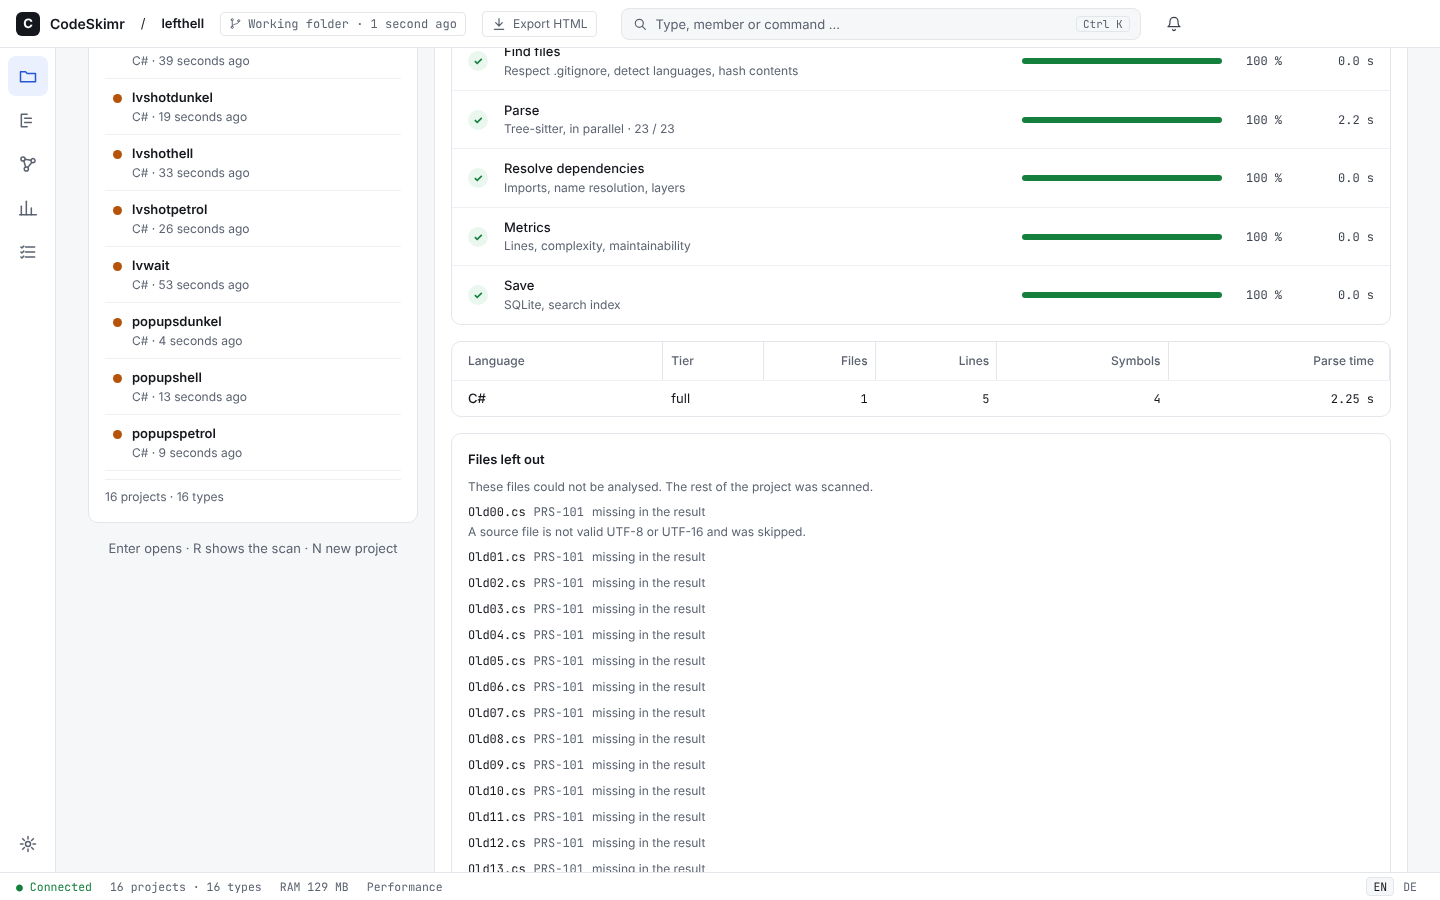 C CodeSkimr / lefthell Working folder · 1 second ago Export HTML Type, member or command ... Ctrl K
C# · 39 seconds ago
lvshotdunkel
C# · 19 seconds ago
lvshothell
C# · 33 seconds ago
lvshotpetrol
C# · 26 seconds ago
lvwait
C# · 53 seconds ago
popupsdunkel
C# · 4 seconds ago
popupshell
C# · 13 seconds ago
popupspetrol
C# · 9 seconds ago
16 projects · 16 types
Enter opens · R shows the scan · N new project
Find files
Respect .gitignore, detect languages, hash contents
100 % 0.0 s
Parse
Tree-sitter, in parallel · 23 / 23
100 % 2.2 s
Resolve dependencies
Imports, name resolution, layers
100 % 0.0 s
Metrics
Lines, complexity, maintainability
100 % 0.0 s
Save
SQLite, search index
100 % 0.0 s
Language Tier Files Lines Symbols Parse time
C# full 1 5 4 2.25 s
Files left out
These files could not be analysed. The rest of the project was scanned.
Old00.cs PRS-101 missing in the result
A source file is not valid UTF-8 or UTF-16 and was skipped.
Old01.cs PRS-101 missing in the result
Old02.cs PRS-101 missing in the result
Old03.cs PRS-101 missing in the result
Old04.cs PRS-101 missing in the result
Old05.cs PRS-101 missing in the result
Old06.cs PRS-101 missing in the result
Old07.cs PRS-101 missing in the result
Old08.cs PRS-101 missing in the result
Old09.cs PRS-101 missing in the result
Old10.cs PRS-101 missing in the result
Old11.cs PRS-101 missing in the result
Old12.cs PRS-101 missing in the result
Old13.cs PRS-101 missing in the result
Connected 16 projects · 16 types RAM 129 MB Performance EN DE